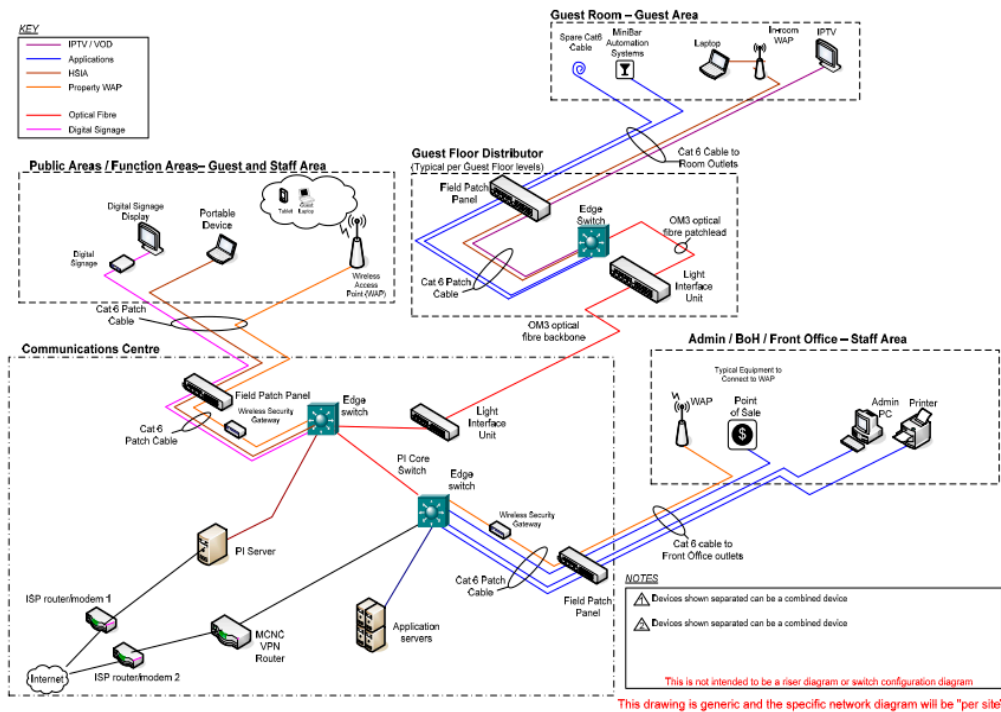 KEY
IPTV / VOD
Applications
HSIA
Property WAP
Optical Fibre
Digital Signage
Guest Room – Guest Area
Spare Cat6
Cable
MiniBar
Automation
Systems
Laptop
In-room
WAP
IPTV
Cat 6 Cable to
Room Outlets
Public Areas / Function Areas– Guest and Staff Area
Digital Signage
Display
Portable
Device
Tablet
Guest
Laptop
Digital
Signage
Wireless
Access
Point (WAP)
Cat 6 Patch
Cable
Guest Floor Distributor
(Typical per Guest Floor levels)
Field Patch
Panel
Edge
Switch
OM3 optical
fibre patchlead
Cat 6 Patch
Cable
Light
Interface
Unit
OM3 optical
fibre backbone
Communications Centre
Field Patch Panel
Wireless Security
Gateway
Edge
switch
Cat 6
Patch Cable
Light
Interface
Unit
PI Core
Switch
Edge
switch
Wireless Security
Gateway
PI Server
Cat 6 Patch
Cable
Field Patch
Panel
ISP router/modem 1
MCNC
VPN
Router
Application
servers
Internet
ISP router/modem 2
Admin / BoH / Front Office – Staff Area
Typical Equipment to
Connect to WAP
WAP
Point
of Sale
Admin
PC
Printer
Cat 6 cable to
Front Office outlets
NOTES
1 Devices shown separated can be a combined device
2 Devices shown separated can be a combined device
This is not intended to be a riser diagram or switch configuration diagram
This drawing is generic and the specific network diagram will be "per site"